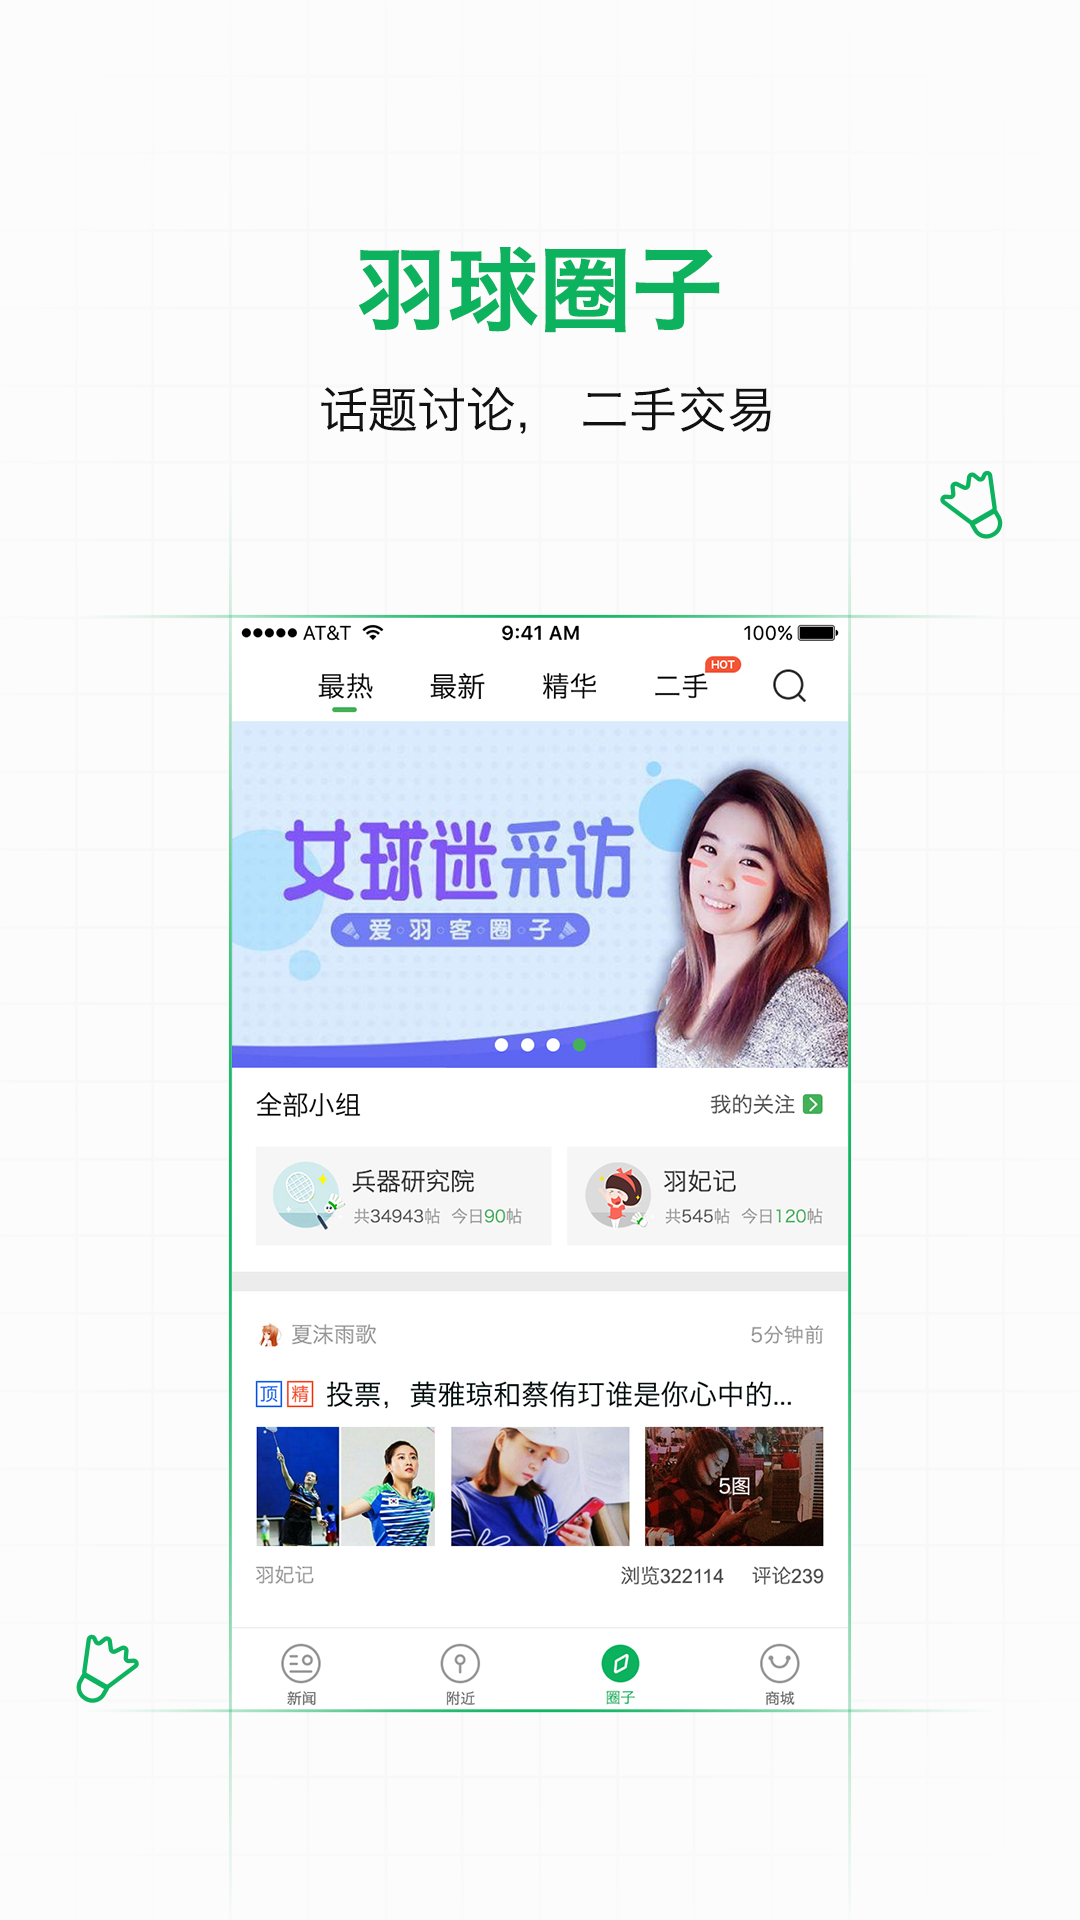 羽球圈子
话题讨论， 二手交易
AT&T 9:41 AM 100%
最热 最新 精华 二手 HOT
女球迷采访
爱羽客圈子
全部小组 我的关注
兵器研究院 羽妃记
共34943帖 今日90帖 共545帖 今日120帖
夏沫雨歌 5分钟前
顶 精 投票，黄雅琼和蔡侑玎谁是你心中的...
5图
羽妃记 浏览322114 评论239
新闻 附近 圈子 商城